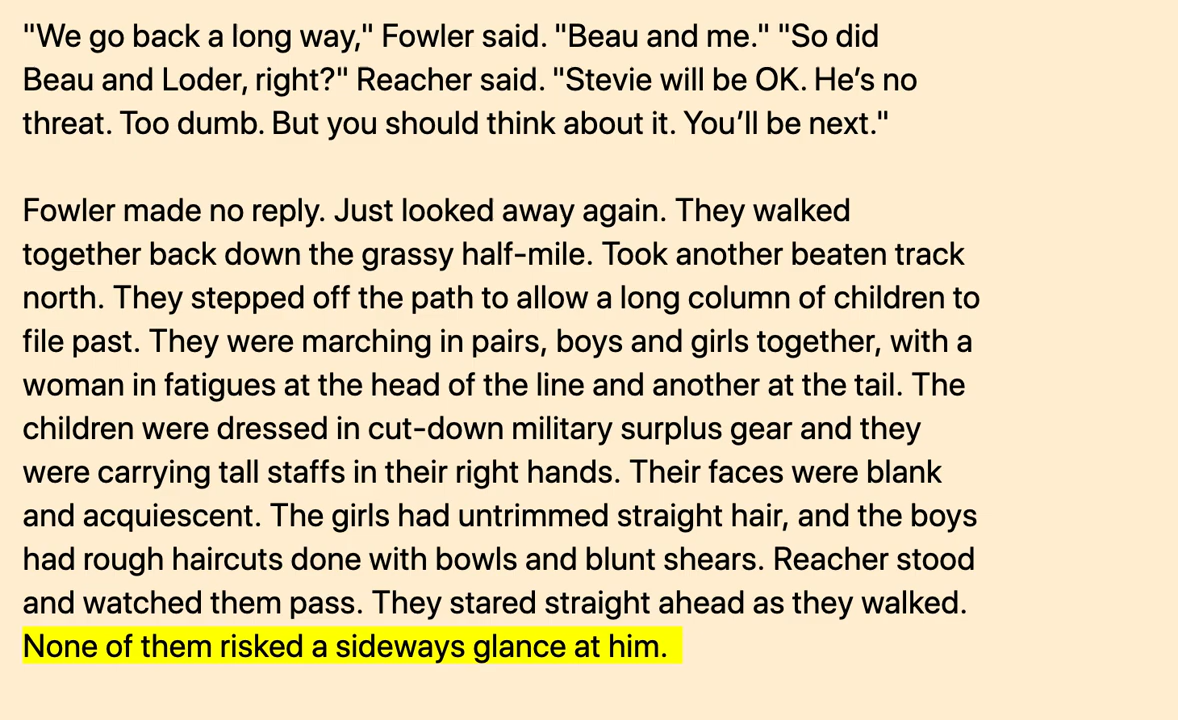 "We go back a long way," Fowler said. "Beau and me." "So did
Beau and Loder, right?" Reacher said. "Stevie will be OK. He’s no
threat. Too dumb. But you should think about it. You’ll be next."

Fowler made no reply. Just looked away again. They walked
together back down the grassy half-mile. Took another beaten track
north. They stepped off the path to allow a long column of children to
file past. They were marching in pairs, boys and girls together, with a
woman in fatigues at the head of the line and another at the tail. The
children were dressed in cut-down military surplus gear and they
were carrying tall staffs in their right hands. Their faces were blank
and acquiescent. The girls had untrimmed straight hair, and the boys
had rough haircuts done with bowls and blunt shears. Reacher stood
and watched them pass. They stared straight ahead as they walked.
None of them risked a sideways glance at him.